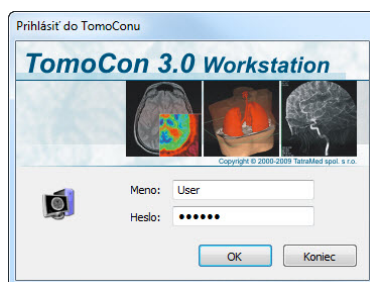 Prihlásiť do TomoConu
TomoCon 3.0 Workstation
Copyright © 2000-2009 TatraMed spol. s r.o.
Meno: User
Heslo: ●●●●●●
OK Koniec